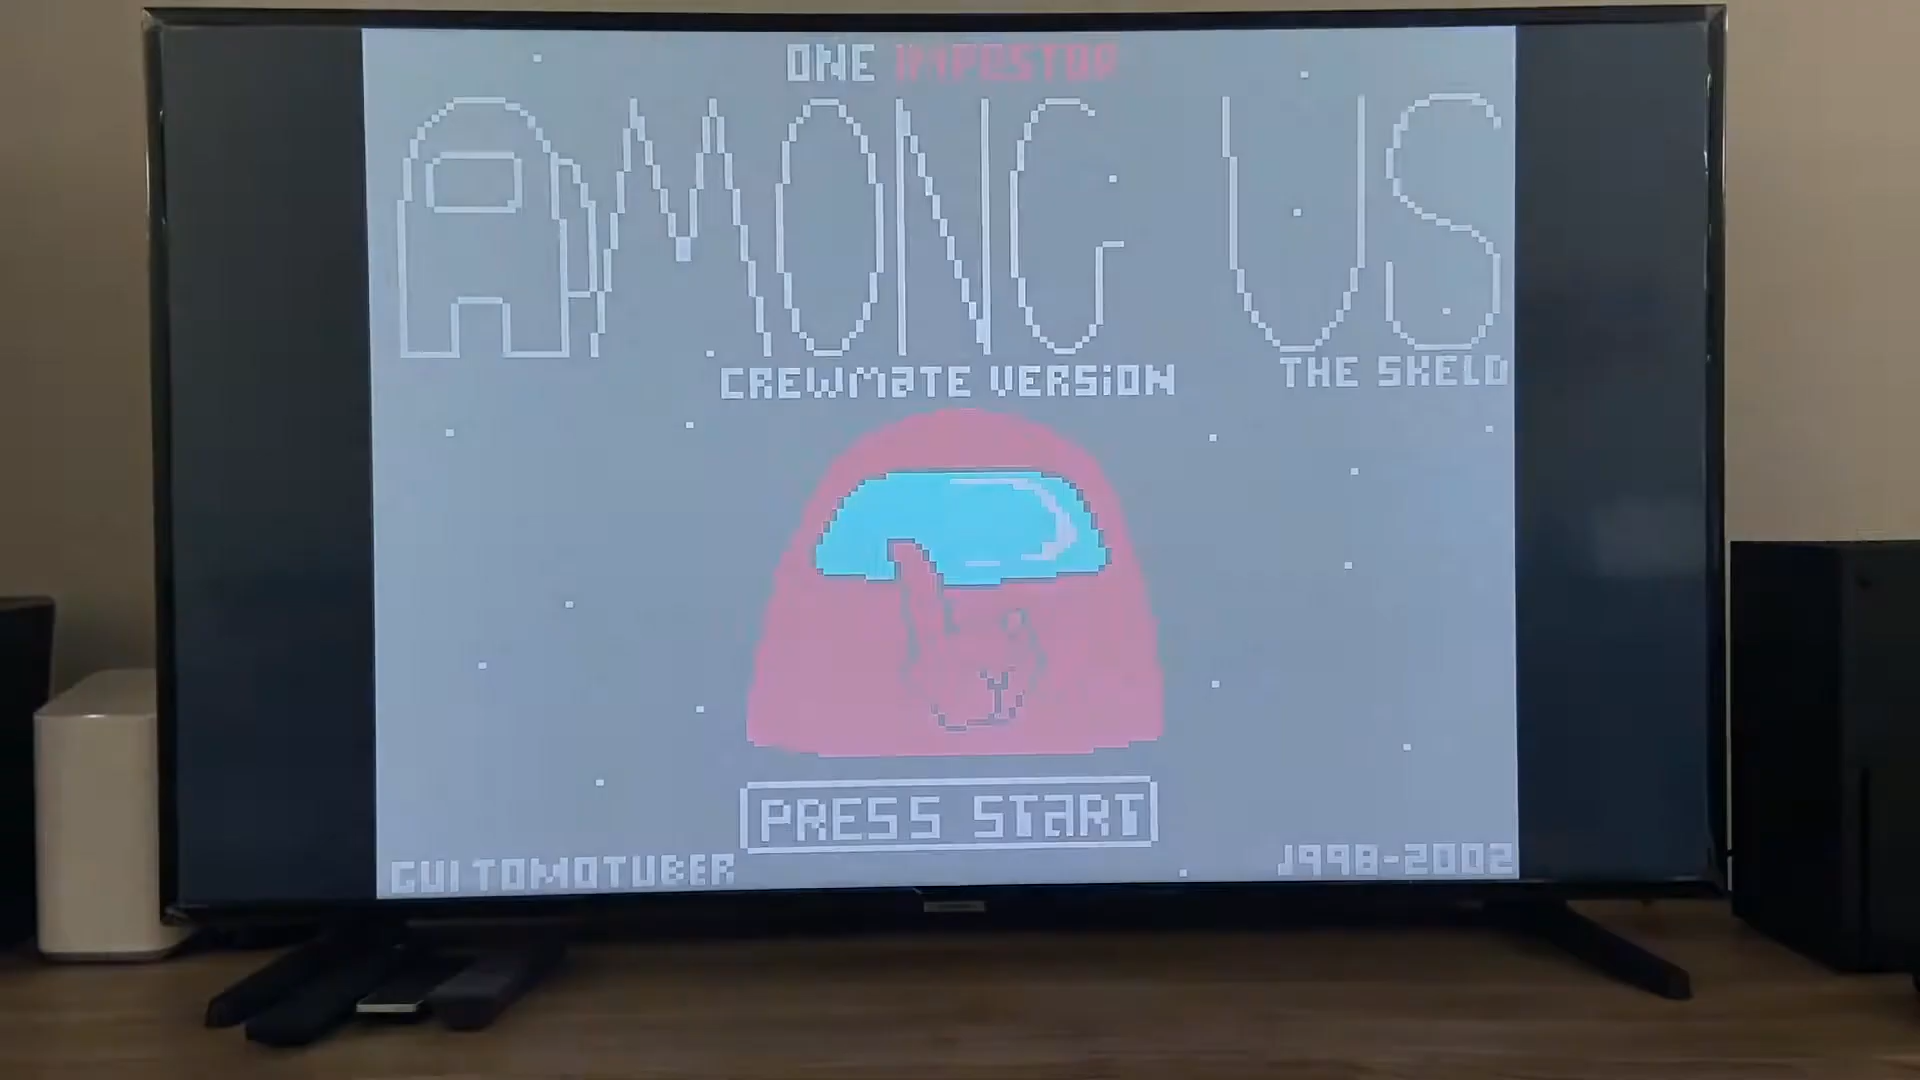 ONE IMPOSTOR
AMONG US
CREWMATE VERSION
THE SKELD
PRESS START
GUITOMOTUBER
1998-2002